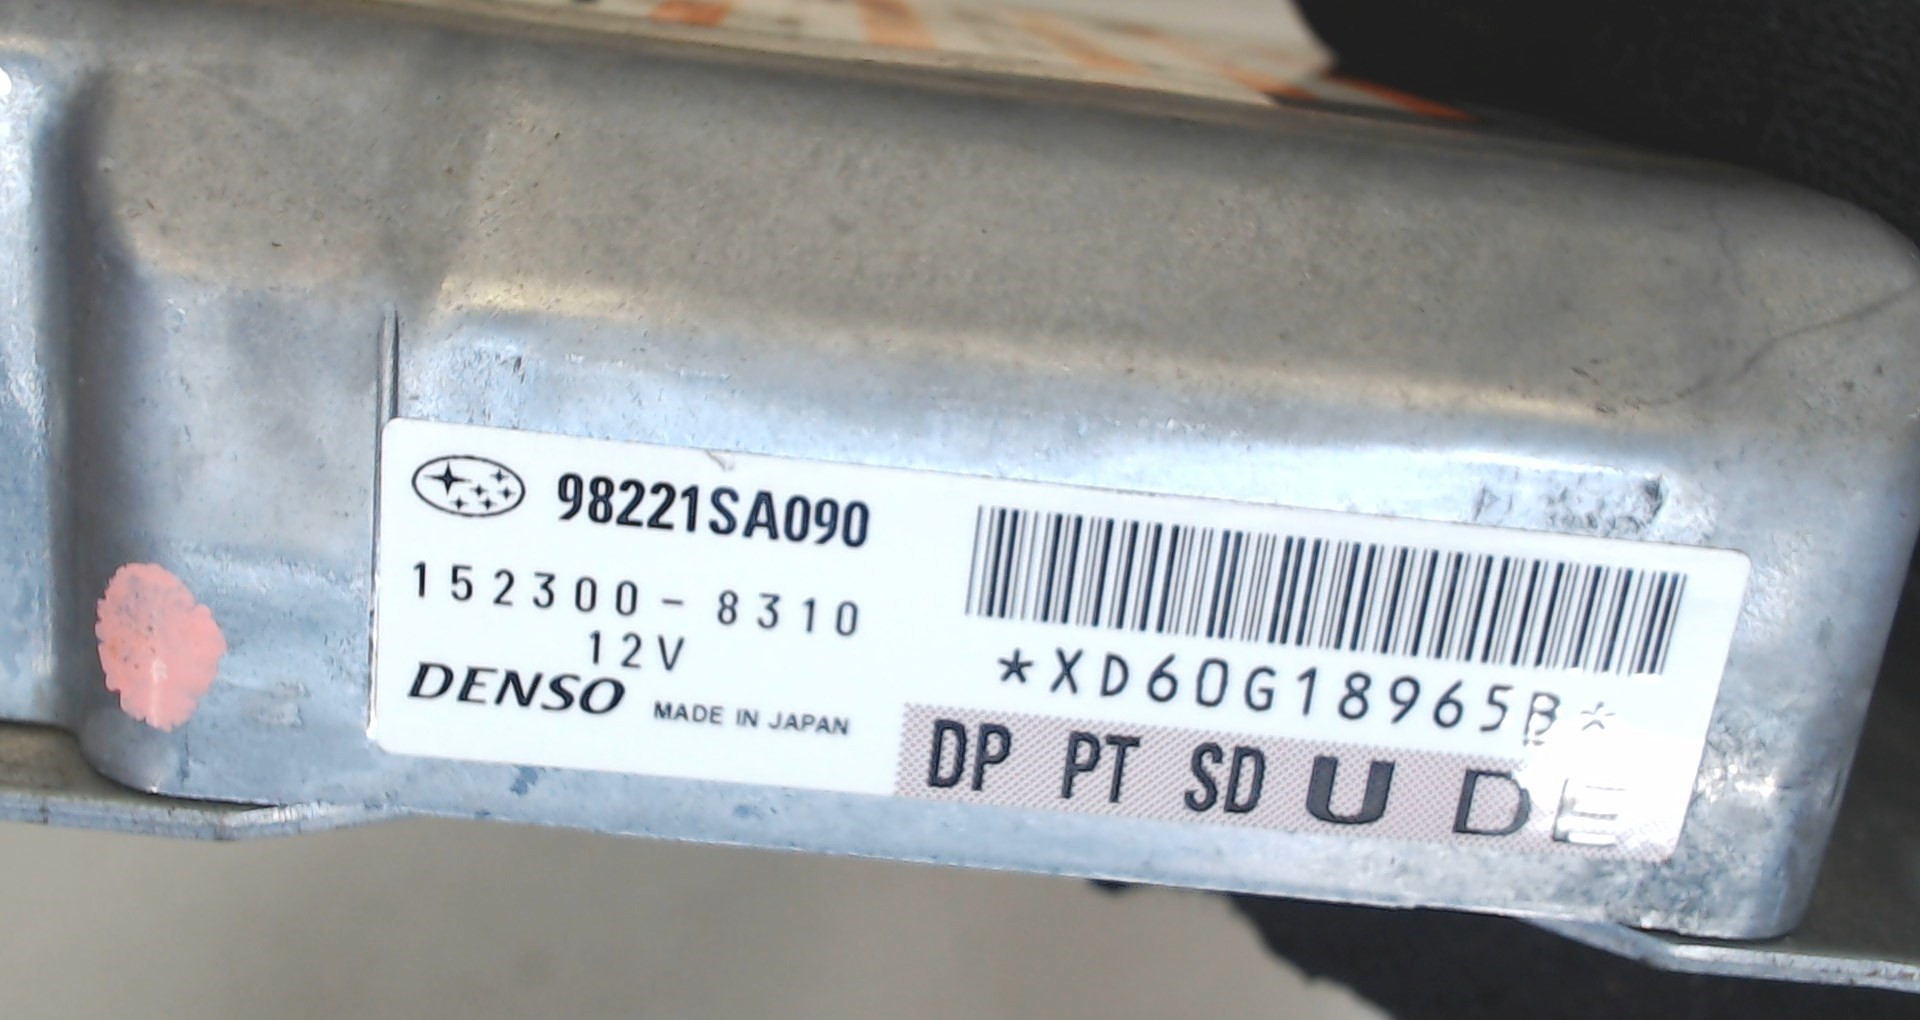 98221SA090
152300-8310
12V
DENSO MADE IN JAPAN
*XD60G18965B*
DP PT SD U DE